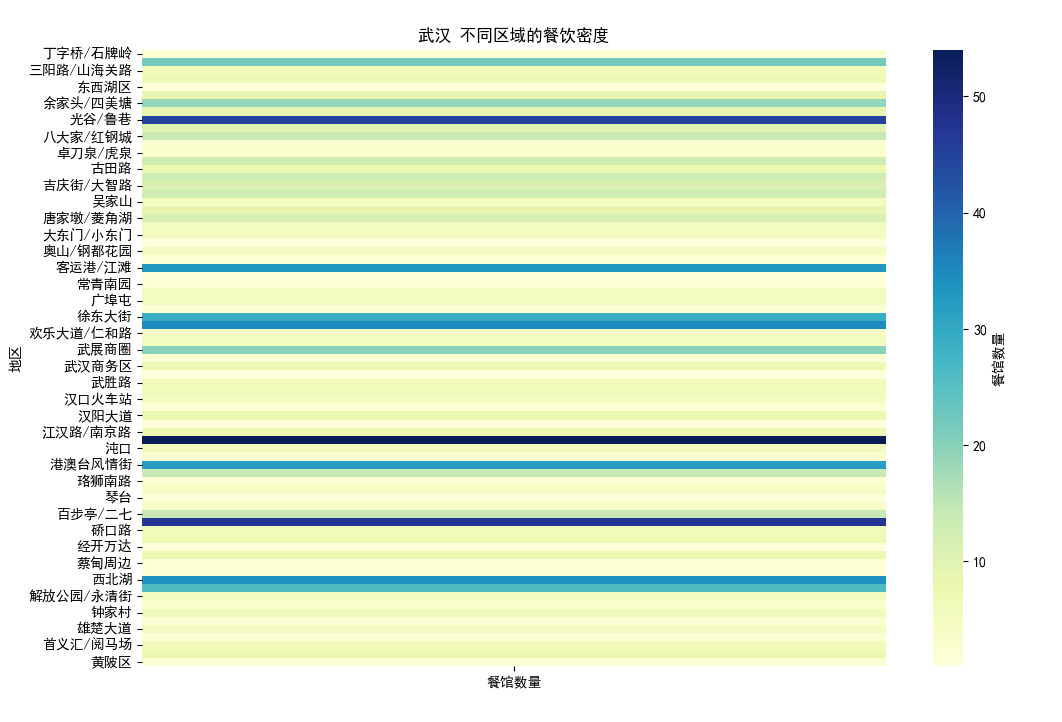 武汉 不同区域的餐饮密度
地区
丁字桥/石牌岭
三阳路/山海关路
东西湖区
余家头/四美塘
光谷/鲁巷
八大家/红钢城
卓刀泉/虎泉
古田路
吉庆街/大智路
吴家山
唐家墩/菱角湖
大东门/小东门
奥山/钢都花园
客运港/江滩
常青南园
广埠屯
徐东大街
欢乐大道/仁和路
武展商圈
武汉商务区
武胜路
汉口火车站
汉阳大道
江汉路/南京路
沌口
港澳台风情街
珞狮南路
琴台
百步亭/二七
硚口路
经开万达
蔡甸周边
西北湖
解放公园/永清街
钟家村
雄楚大道
首义汇/阅马场
黄陂区
餐馆数量
50
40
30
20
10
餐馆数量